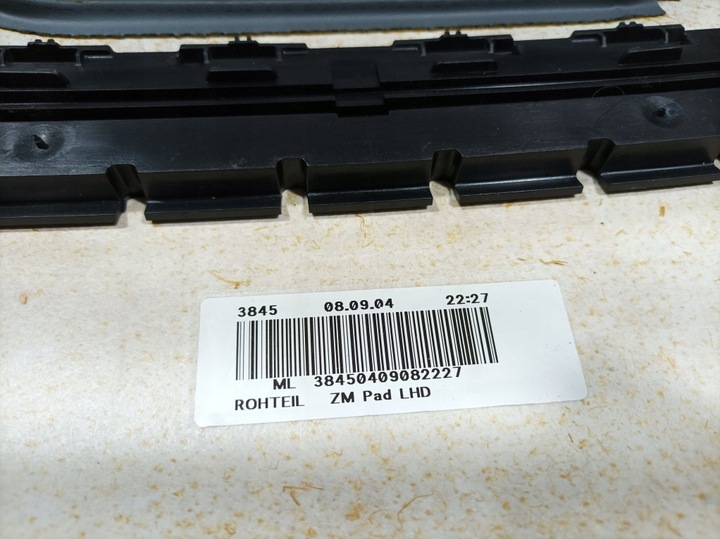 3845 08.09.04 22:27
ML 38450409082227
ROHTEIL ZM Pad LHD